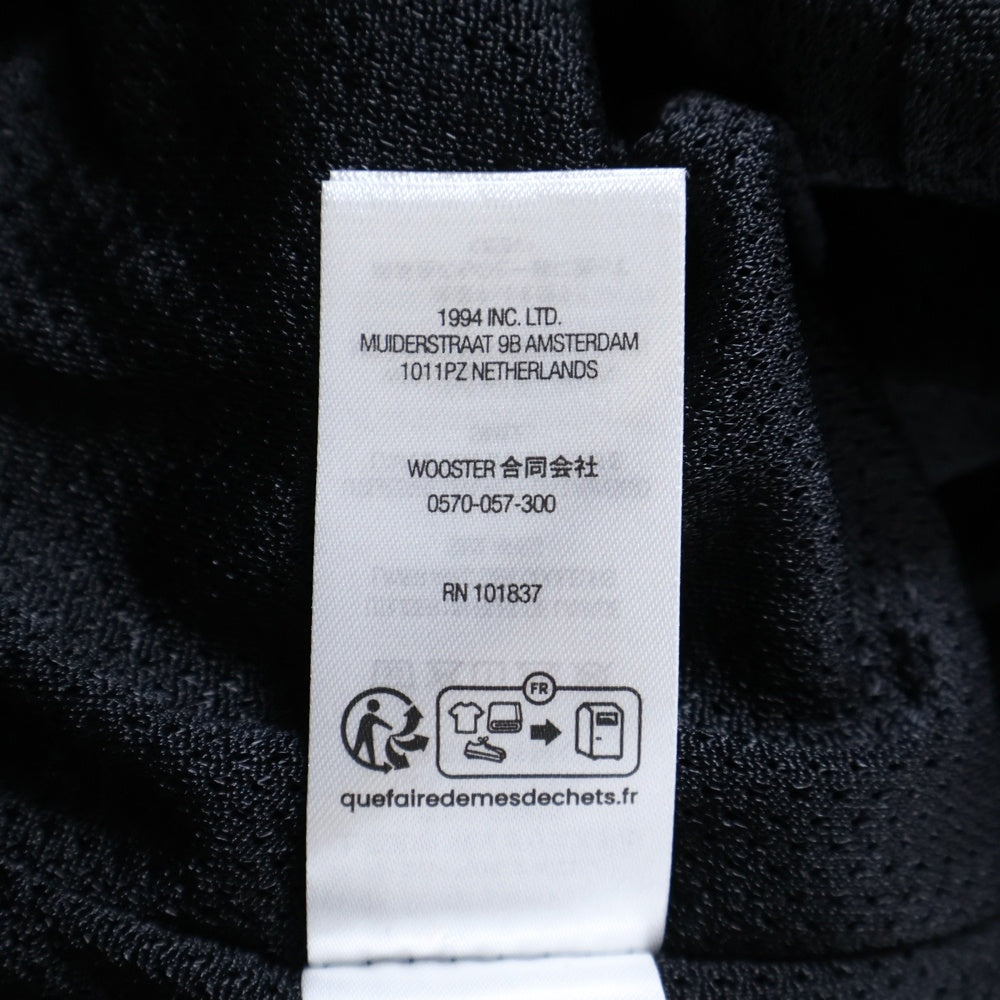 1994 INC. LTD.
MUIDERSTRAAT 9B AMSTERDAM
1011PZ NETHERLANDS
WOOSTER 合同会社
0570-057-300
RN 101837
FR
quefairedemesdechets.fr